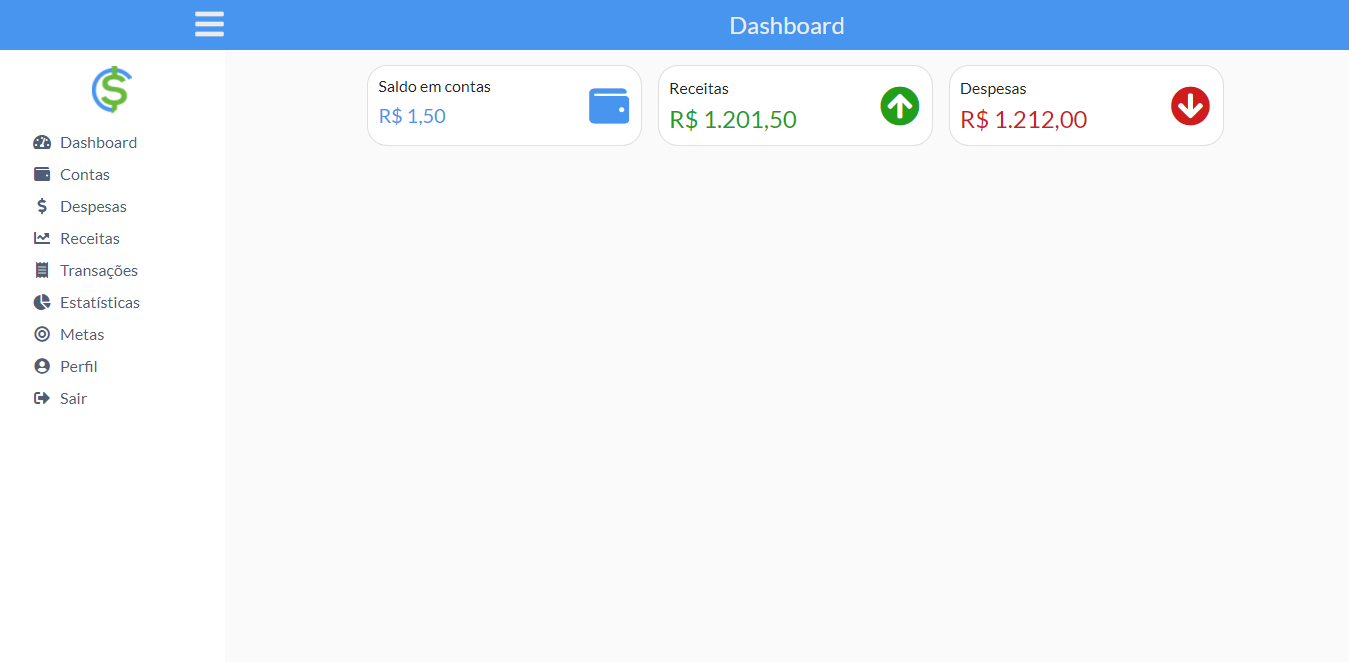 Dashboard
Saldo em contas
R$ 1,50
Receitas
R$ 1.201,50
Despesas
R$ 1.212,00
Dashboard
Contas
Despesas
Receitas
Transações
Estatísticas
Metas
Perfil
Sair